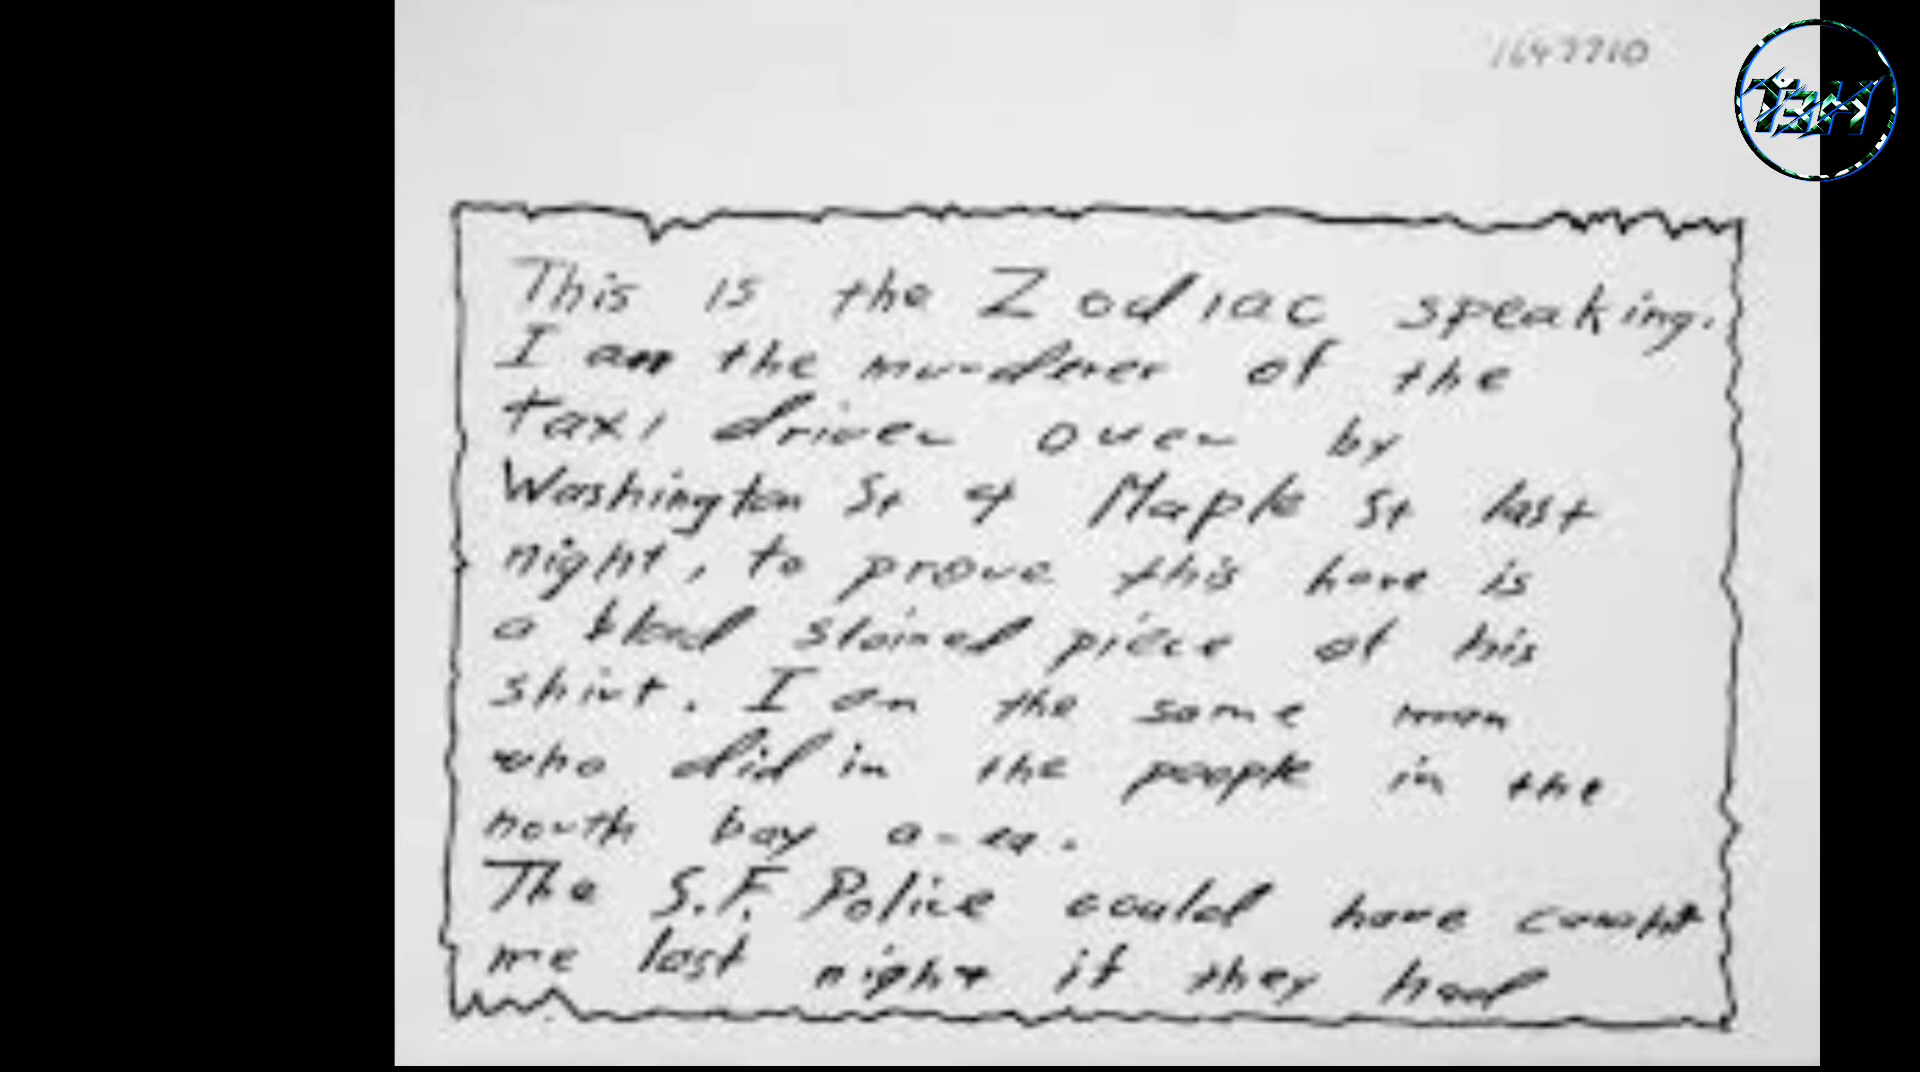 1647710
TBH
This is the Zodiac speaking.
I am the murderer of the
taxi driver over by
Washington St & Maple St last
night, to prove this here is
a blood stained piece of his
shirt. I am the same man
who did in the people in the
north bay area.
The S.F. Police could have caught
me last night if they had